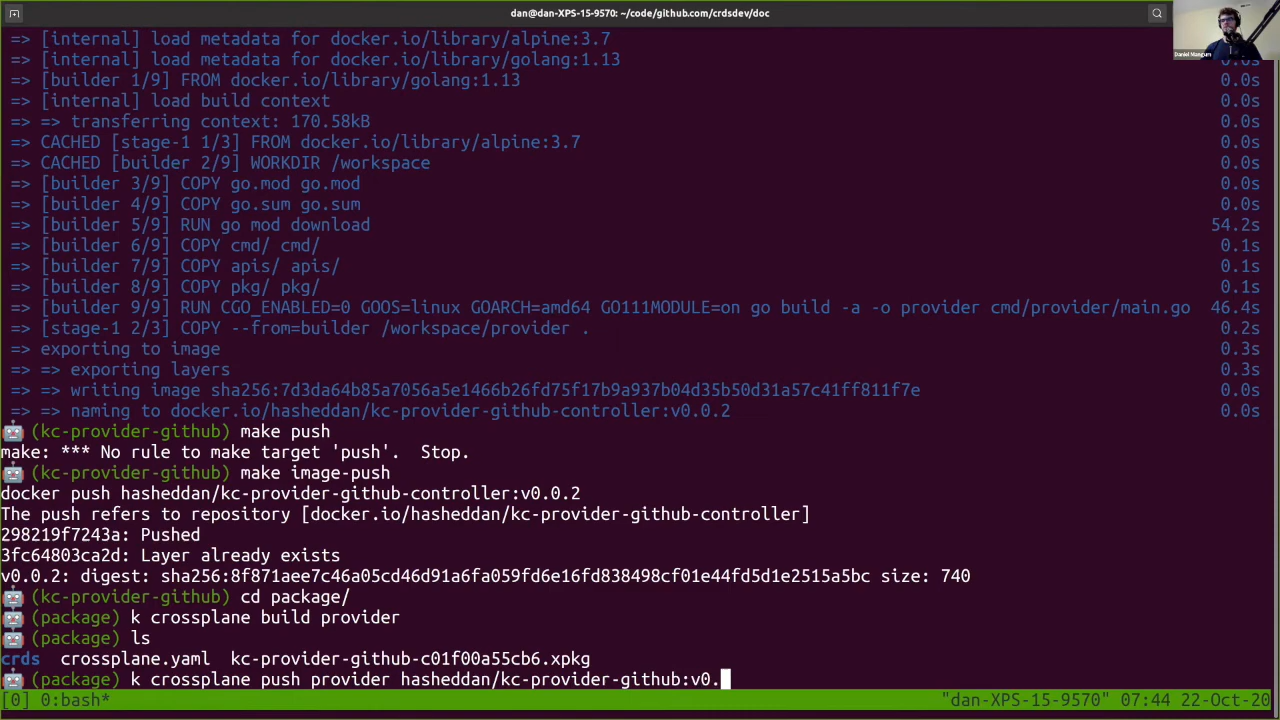 dan@dan-XPS-15-9570: ~/code/github.com/crdsdev/doc
Daniel Mangum
=> [internal] load metadata for docker.io/library/alpine:3.7
=> [internal] load metadata for docker.io/library/golang:1.13 0.0s
=> [builder 1/9] FROM docker.io/library/golang:1.13 0.0s
=> [internal] load build context 0.0s
=> => transferring context: 170.58kB 0.0s
=> CACHED [stage-1 1/3] FROM docker.io/library/alpine:3.7 0.0s
=> CACHED [builder 2/9] WORKDIR /workspace 0.0s
=> [builder 3/9] COPY go.mod go.mod 0.0s
=> [builder 4/9] COPY go.sum go.sum 0.0s
=> [builder 5/9] RUN go mod download 54.2s
=> [builder 6/9] COPY cmd/ cmd/ 0.1s
=> [builder 7/9] COPY apis/ apis/ 0.1s
=> [builder 8/9] COPY pkg/ pkg/ 0.1s
=> [builder 9/9] RUN CGO_ENABLED=0 GOOS=linux GOARCH=amd64 GO111MODULE=on go build -a -o provider cmd/provider/main.go 46.4s
=> [stage-1 2/3] COPY --from=builder /workspace/provider . 0.2s
=> exporting to image 0.3s
=> => exporting layers 0.3s
=> => writing image sha256:7d3da64b85a7056a5e1466b26fd75f17b9a937b04d35b50d31a57c41ff811f7e 0.0s
=> => naming to docker.io/hasheddan/kc-provider-github-controller:v0.0.2 0.0s
🤖 (kc-provider-github) make push
make: *** No rule to make target 'push'.  Stop.
🤖 (kc-provider-github) make image-push
docker push hasheddan/kc-provider-github-controller:v0.0.2
The push refers to repository [docker.io/hasheddan/kc-provider-github-controller]
298219f7243a: Pushed
3fc64803ca2d: Layer already exists
v0.0.2: digest: sha256:8f871aee7c46a05cd46d91a6fa059fd6e16fd838498cf01e44fd5d1e2515a5bc size: 740
🤖 (kc-provider-github) cd package/
🤖 (package) k crossplane build provider
🤖 (package) ls
crds  crossplane.yaml  kc-provider-github-c01f00a55cb6.xpkg
🤖 (package) k crossplane push provider hasheddan/kc-provider-github:v0.
[0] 0:bash* "dan-XPS-15-9570" 07:44 22-Oct-20